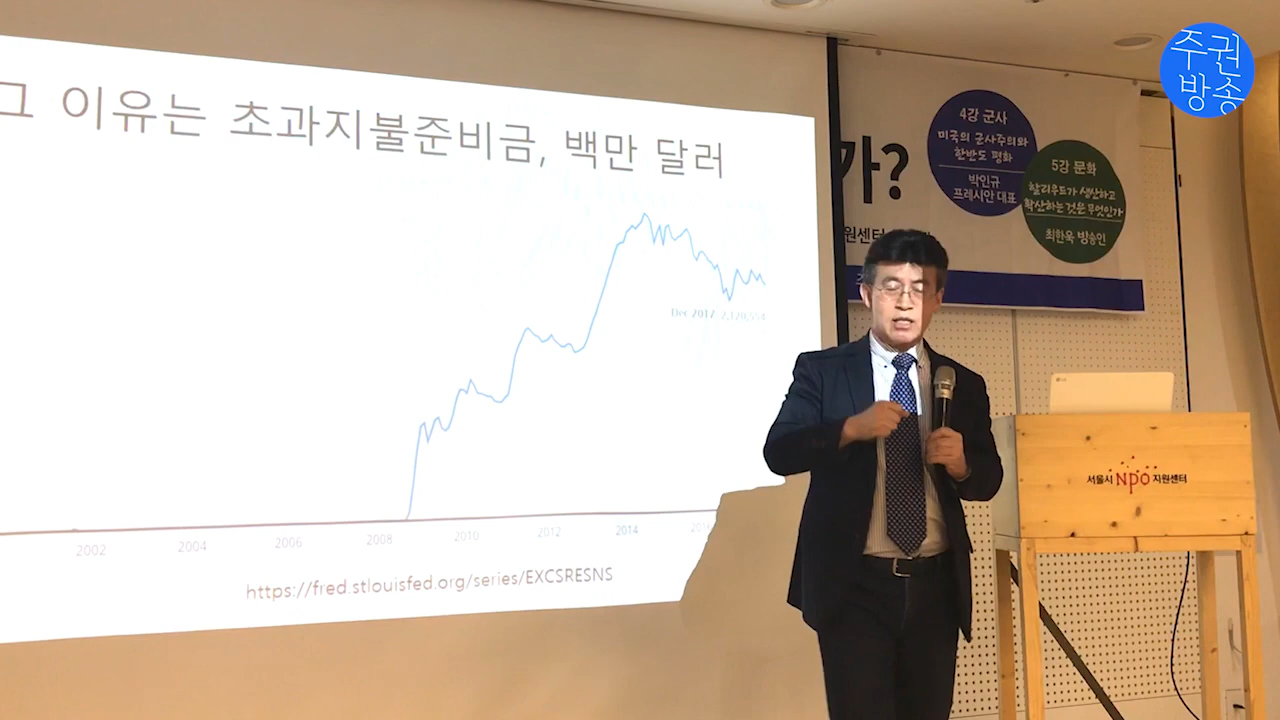 그 이유는 초과지불준비금, 백만 달러
Dec 2017, 2,120,554
2002 2004 2006 2008 2010 2012 2014 2016
https://fred.stlouisfed.org/series/EXCSRESNS
가?
4강 군사
미국의 군사주의와
한반도 평화
박인규
프레시안 대표
5강 문화
할리우드가 생산하고
확산하는 것은 무엇인가
최한욱 방송인
원센터
주권
방송
서울시 npo 지원센터